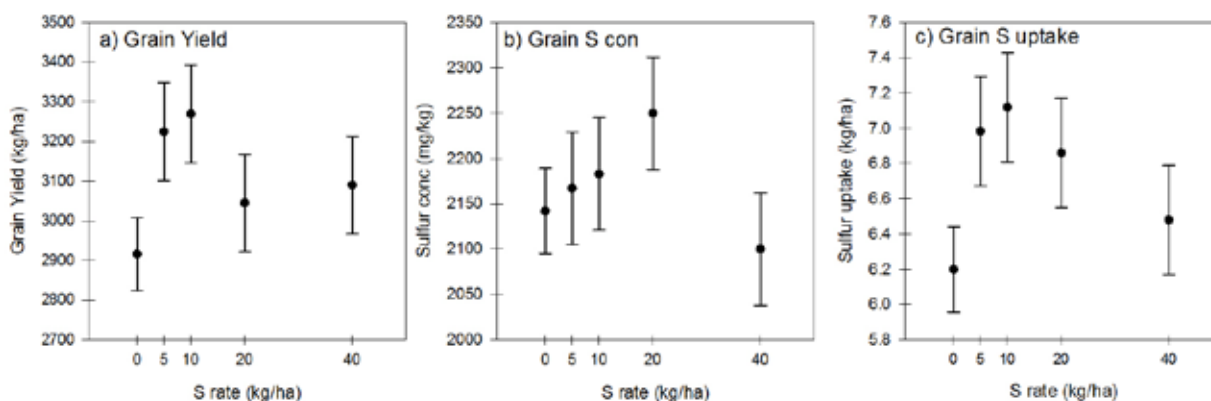 a) Grain Yield
Grain Yield (kg/ha)
3500
3400
3300
3200
3100
3000
2900
2800
2700
0 5 10 20 40
S rate (kg/ha)
b) Grain S con
Sulfur conc (mg/kg)
2350
2300
2250
2200
2150
2100
2050
2000
0 5 10 20 40
S rate (kg/ha)
c) Grain S uptake
Sulfur uptake (kg/ha)
7.6
7.4
7.2
7.0
6.8
6.6
6.4
6.2
6.0
5.8
0 5 10 20 40
S rate (kg/ha)